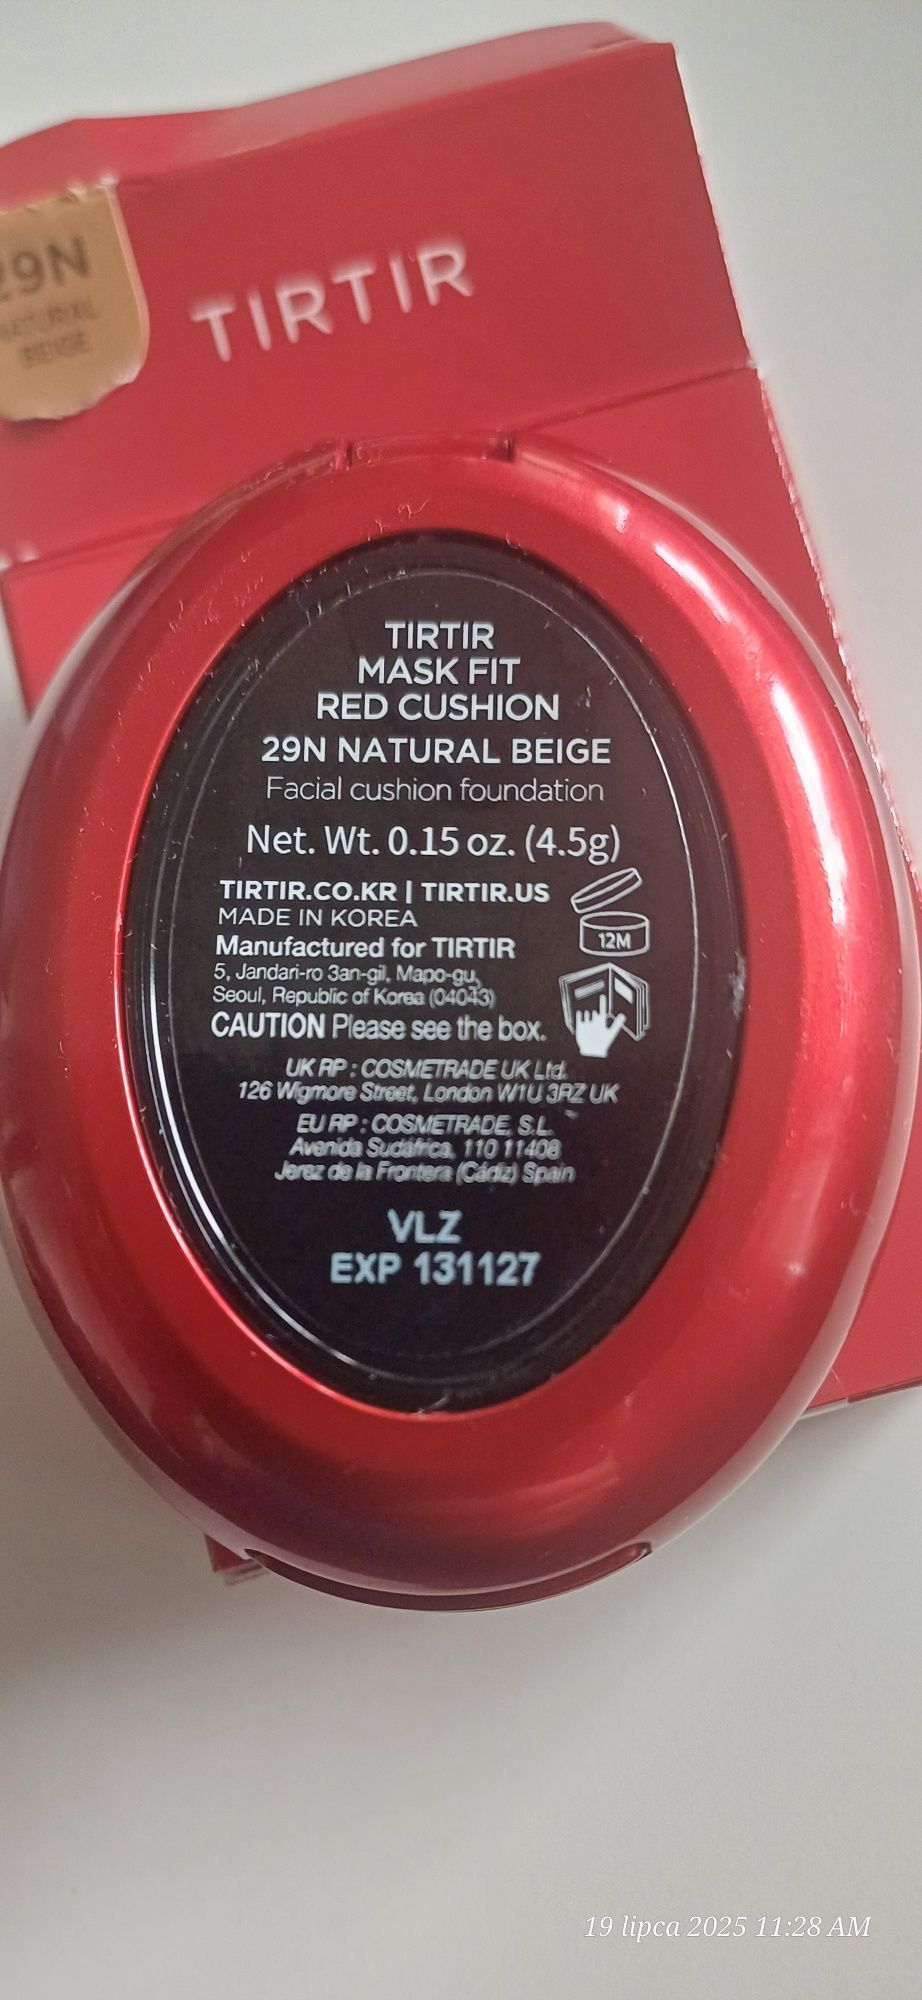 29N
NATURAL
BEIGE
TIRTIR
TIRTIR
MASK FIT
RED CUSHION
29N NATURAL BEIGE
Facial cushion foundation
Net. Wt. 0.15 oz. (4.5g)
TIRTIR.CO.KR | TIRTIR.US
MADE IN KOREA
12M
Manufactured for TIRTIR
5, Jandari-ro 3an-gil, Mapo-gu,
Seoul, Republic of Korea (04043)
CAUTION Please see the box.
UK RP : COSMETRADE UK Ltd.
126 Wigmore Street, London W1U 3RZ UK
EU RP : COSMETRADE, S.L.
Avenida Sudáfrica, 110 11408
Jerez de la Frontera (Cádiz) Spain
VLZ
EXP 131127
19 lipca 2025 11:28 AM